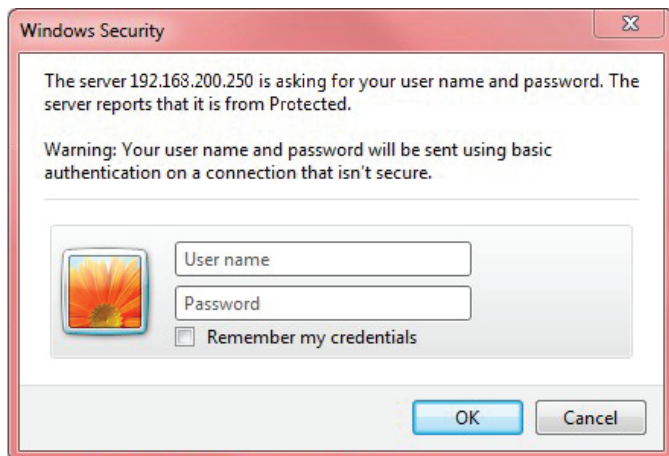 Windows Security
The server 192.168.200.250 is asking for your user name and password. The
server reports that it is from Protected.
Warning: Your user name and password will be sent using basic
authentication on a connection that isn't secure.
User name
Password
Remember my credentials
OK
Cancel